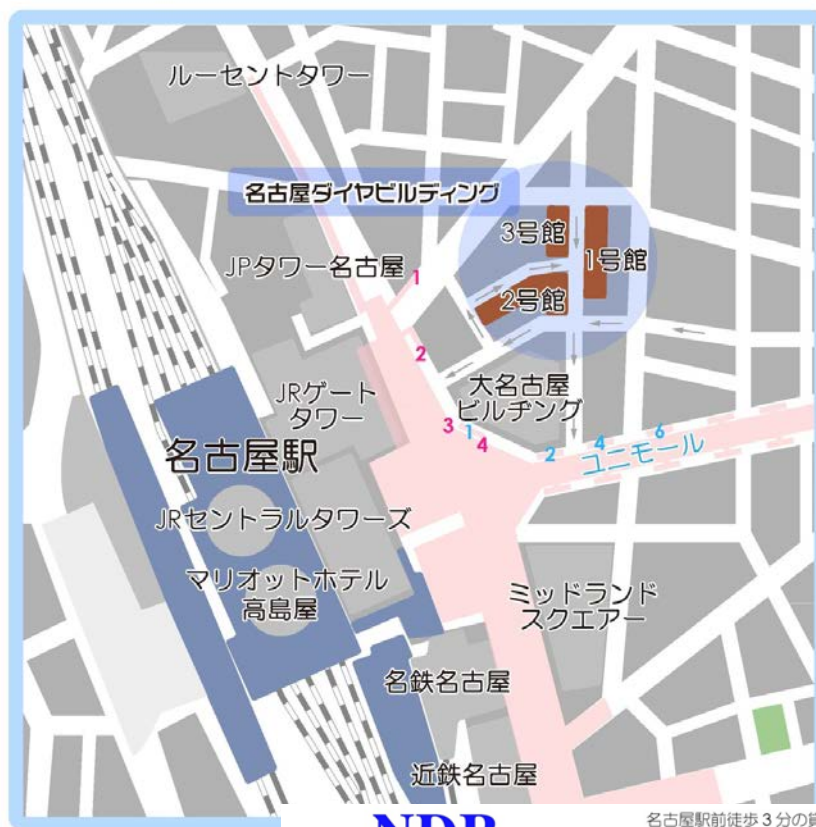 ルーセントタワー
名古屋ダイヤビルディング
3号館
1号館
JPタワー名古屋
1
2号館
2
JRゲート
タワー
大名古屋
ビルヂング
3
1
4
名古屋駅
2
4
6
ユニモール
JRセントラルタワーズ
マリオットホテル
高島屋
ミッドランド
スクエアー
名鉄名古屋
近鉄名古屋
NDB
名古屋駅前徒歩3分の